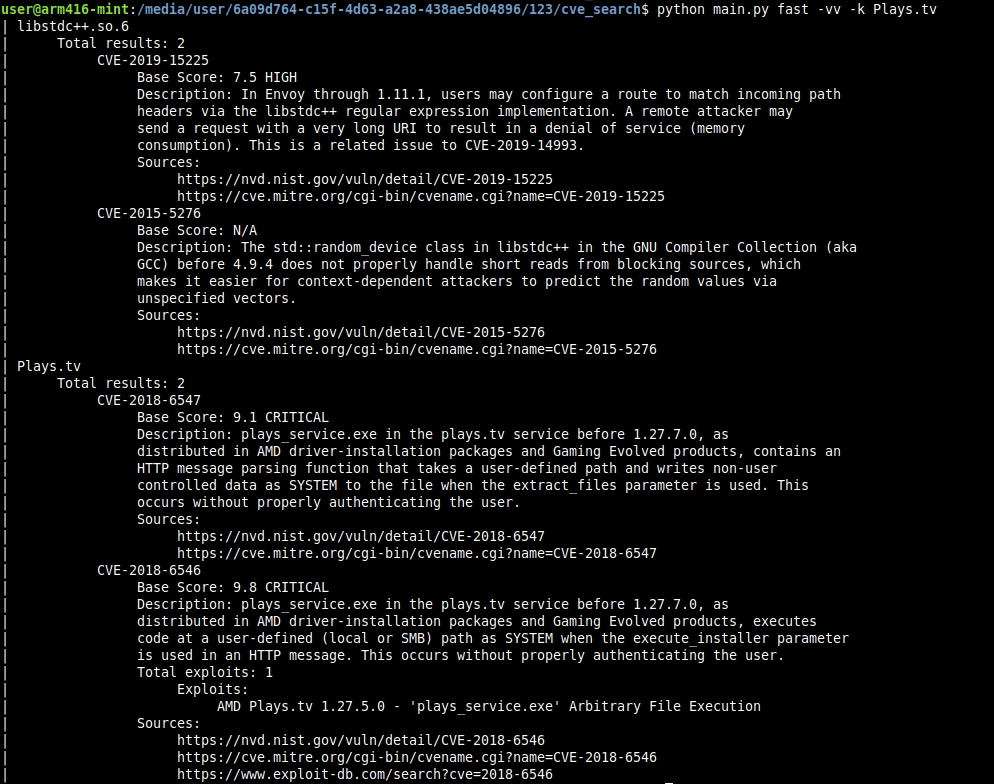 user@arm416-mint:/media/user/6a09d764-c15f-4d63-a2a8-438ae5d04896/123/cve_search$ python main.py fast -vv -k Plays.tv
| libstdc++.so.6
|      Total results: 2
|           CVE-2019-15225
|                Base Score: 7.5 HIGH
|                Description: In Envoy through 1.11.1, users may configure a route to match incoming path
|                headers via the libstdc++ regular expression implementation. A remote attacker may
|                send a request with a very long URI to result in a denial of service (memory
|                consumption). This is a related issue to CVE-2019-14993.
|                Sources:
|                     https://nvd.nist.gov/vuln/detail/CVE-2019-15225
|                     https://cve.mitre.org/cgi-bin/cvename.cgi?name=CVE-2019-15225
|           CVE-2015-5276
|                Base Score: N/A
|                Description: The std::random_device class in libstdc++ in the GNU Compiler Collection (aka
|                GCC) before 4.9.4 does not properly handle short reads from blocking sources, which
|                makes it easier for context-dependent attackers to predict the random values via
|                unspecified vectors.
|                Sources:
|                     https://nvd.nist.gov/vuln/detail/CVE-2015-5276
|                     https://cve.mitre.org/cgi-bin/cvename.cgi?name=CVE-2015-5276
| Plays.tv
|      Total results: 2
|           CVE-2018-6547
|                Base Score: 9.1 CRITICAL
|                Description: plays_service.exe in the plays.tv service before 1.27.7.0, as
|                distributed in AMD driver-installation packages and Gaming Evolved products, contains an
|                HTTP message parsing function that takes a user-defined path and writes non-user
|                controlled data as SYSTEM to the file when the extract_files parameter is used. This
|                occurs without properly authenticating the user.
|                Sources:
|                     https://nvd.nist.gov/vuln/detail/CVE-2018-6547
|                     https://cve.mitre.org/cgi-bin/cvename.cgi?name=CVE-2018-6547
|           CVE-2018-6546
|                Base Score: 9.8 CRITICAL
|                Description: plays_service.exe in the plays.tv service before 1.27.7.0, as
|                distributed in AMD driver-installation packages and Gaming Evolved products, executes
|                code at a user-defined (local or SMB) path as SYSTEM when the execute_installer parameter
|                is used in an HTTP message. This occurs without properly authenticating the user.
|                Total exploits: 1
|                     Exploits:
|                          AMD Plays.tv 1.27.5.0 - 'plays_service.exe' Arbitrary File Execution
|                Sources:
|                     https://nvd.nist.gov/vuln/detail/CVE-2018-6546
|                     https://cve.mitre.org/cgi-bin/cvename.cgi?name=CVE-2018-6546
|                     https://www.exploit-db.com/search?cve=2018-6546